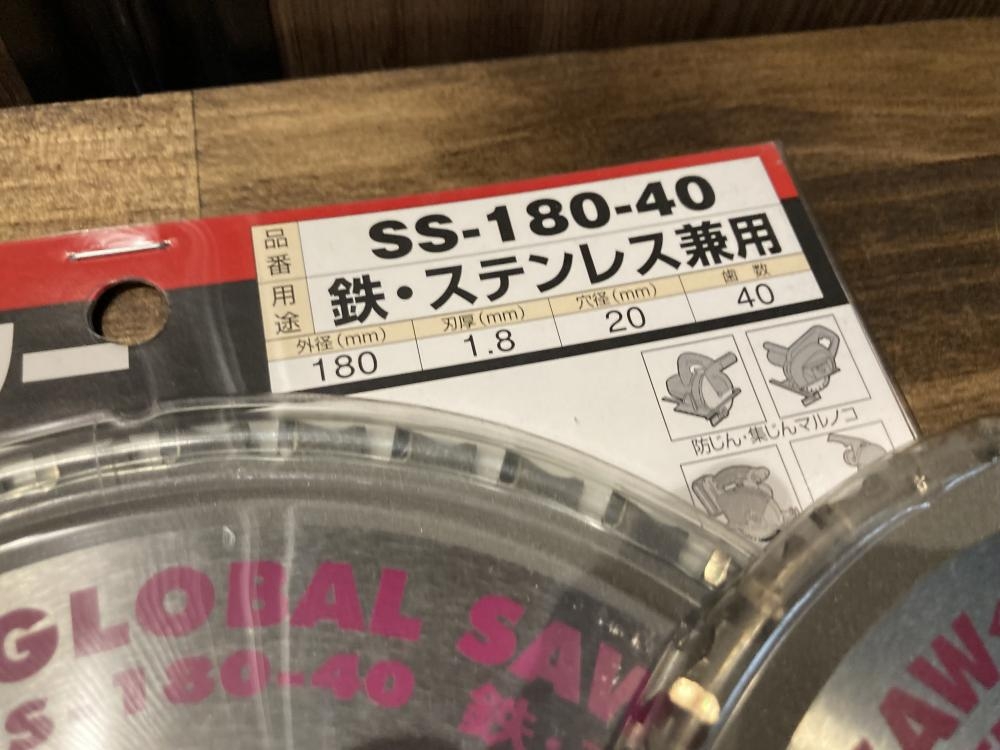 品番 SS-180-40
用途 鉄・ステンレス兼用
外径(mm) 刃厚(mm) 穴径(mm) 歯数
180 1.8 20 40
防じん・集じんマルノコ
GLOBAL SAW
SS-180-40 鉄・